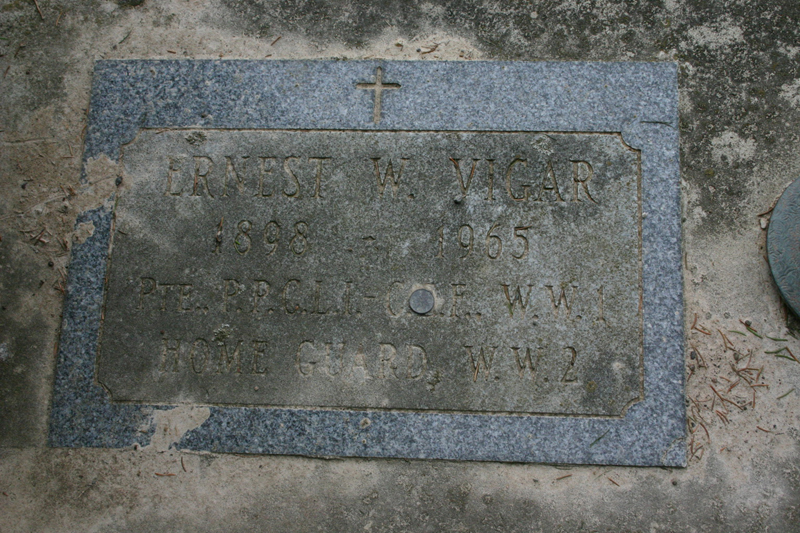 ERNEST W. VIGAR
1898 - 1965
PTE. P.P.C.L.I.- W.W.1
HOME GUARD, W.W.2